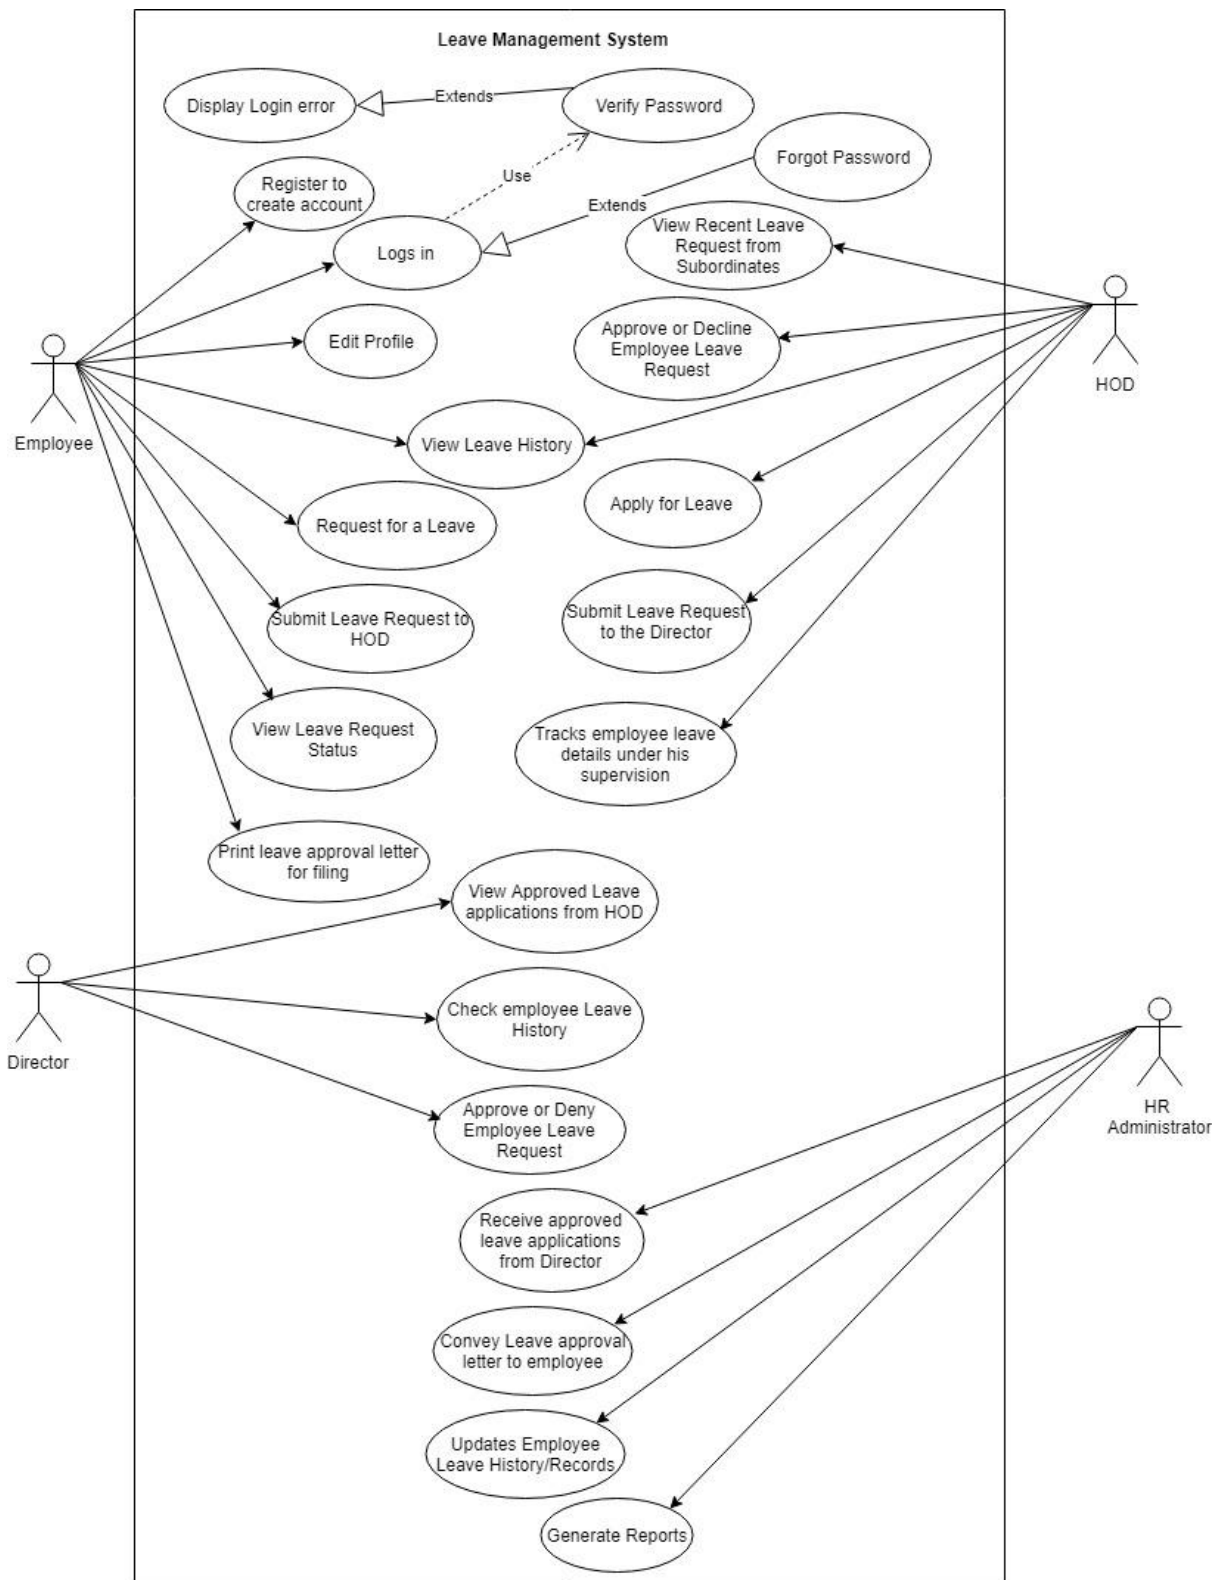 Leave Management System
Display Login error
Extends
Verify Password
Forgot Password
Use
Register to
create account
Extends
Logs in
View Recent Leave
Request from
Subordinates
Edit Profile
Approve or Decline
Employee Leave
Request
HOD
Employee
View Leave History
Apply for Leave
Request for a Leave
Submit Leave Request to
HOD
Submit Leave Request
to the Director
View Leave Request
Status
Tracks employee leave
details under his
supervision
Print leave approval letter
for filing
View Approved Leave
applications from HOD
Check employee Leave
History
Director
Approve or Deny
Employee Leave
Request
HR
Administrator
Receive approved
leave applications
from Director
Convey Leave approval
letter to employee
Updates Employee
Leave History/Records
Generate Reports